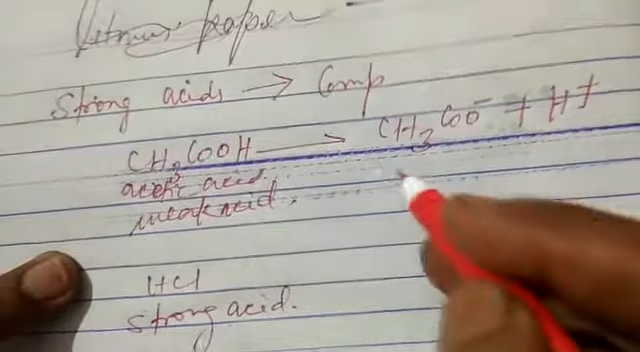 Litmus paper
Strong acids → Comp
CH₃COOH → CH₃COO⁻ + H⁺
acetic acid.
weak acid.
HCl
Strong acid.